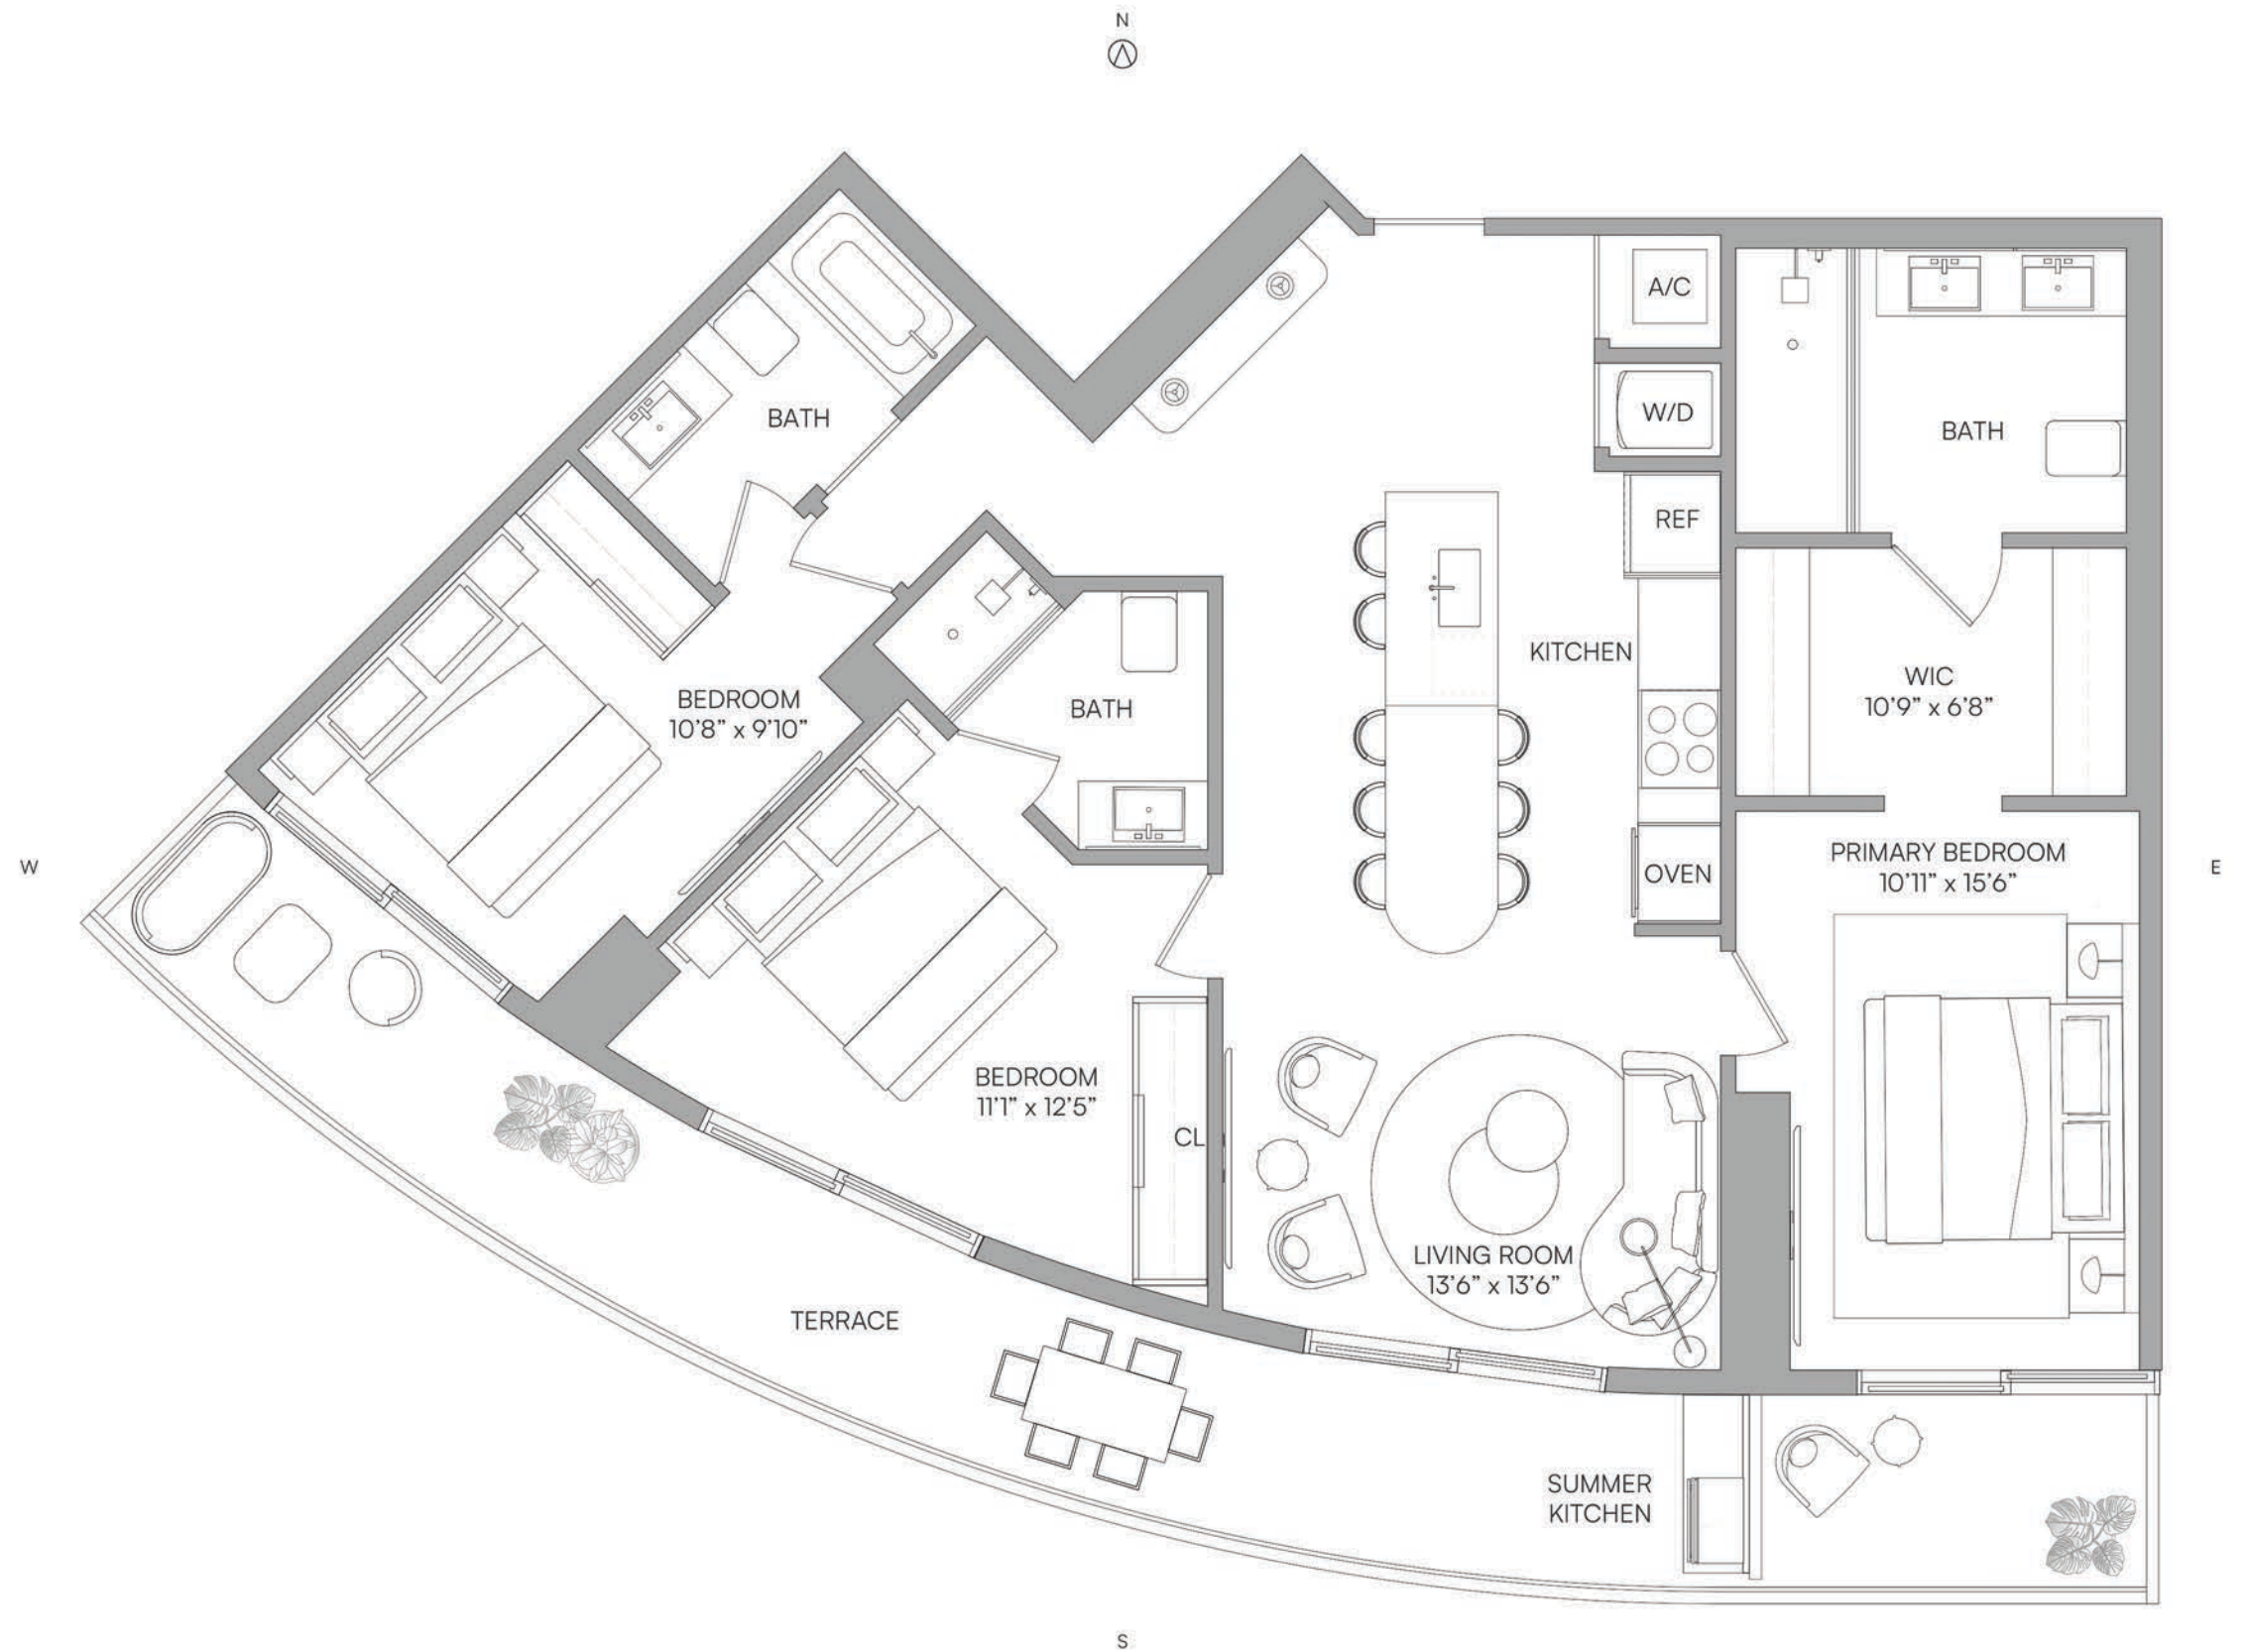 N
A/C
W/D
BATH
BATH
REF
KITCHEN
WIC
10'9” x 6'8”
BEDROOM
10'8” x 9'10”
BATH
W
PRIMARY BEDROOM
10'11” x 15'6”
E
OVEN
BEDROOM
11'1” x 12'5”
CL
LIVING ROOM
13'6” x 13'6”
TERRACE
SUMMER
KITCHEN
S